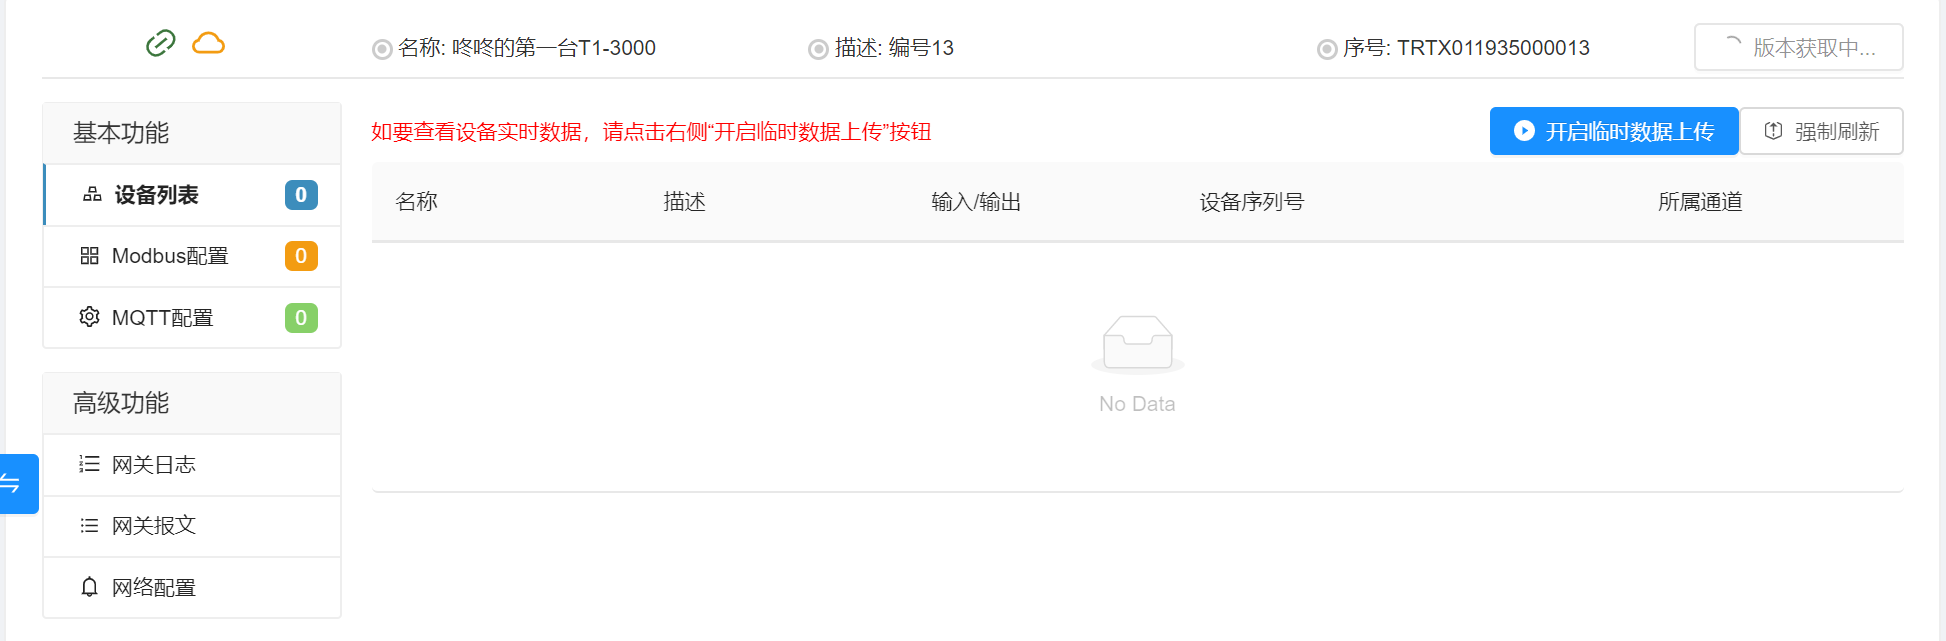 名称: 咚咚的第一台T1-3000
描述: 编号13
序号: TRTX011935000013
版本获取中...
基本功能
设备列表 0
Modbus配置 0
MQTT配置 0
高级功能
网关日志
网关报文
网络配置
如要查看设备实时数据，请点击右侧“开启临时数据上传”按钮
开启临时数据上传
强制刷新
名称 描述 输入/输出 设备序列号 所属通道
No Data